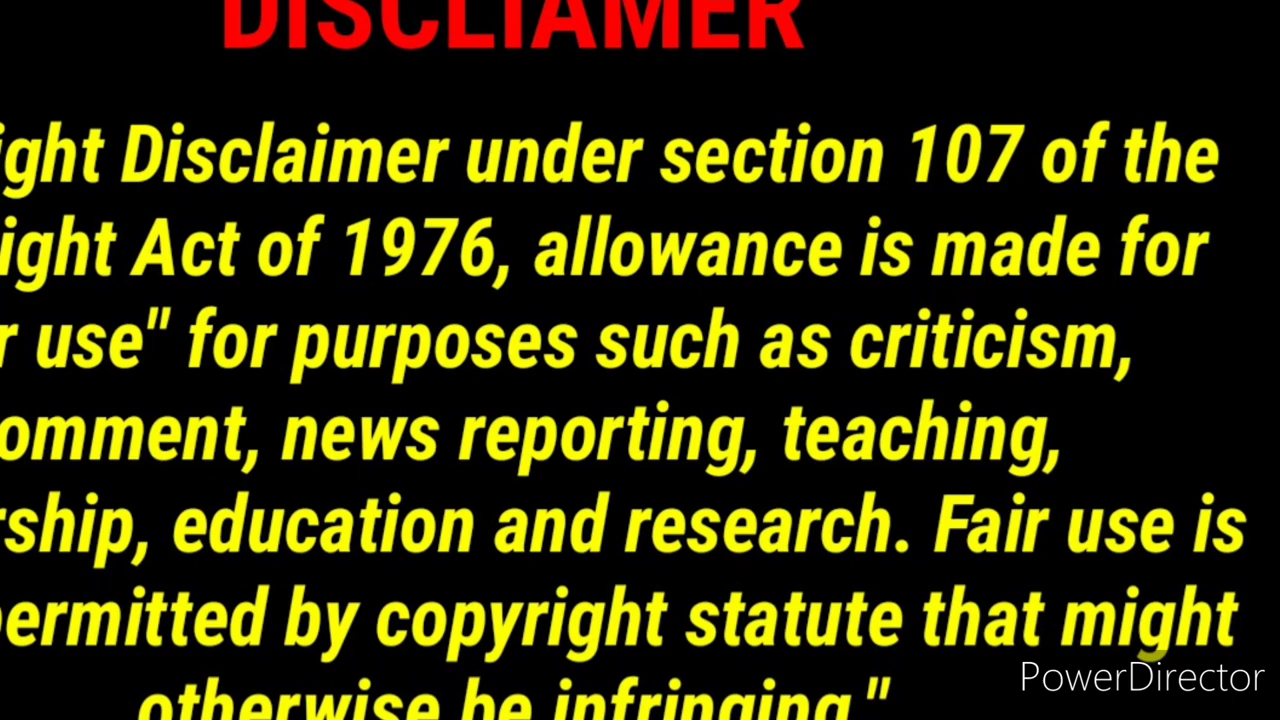 DISCLIAMER
ight Disclaimer under section 107 of the
ight Act of 1976, allowance is made for
r use" for purposes such as criticism,
omment, news reporting, teaching,
rship, education and research. Fair use is
permitted by copyright statute that might
otherwise be infringing."
PowerDirector